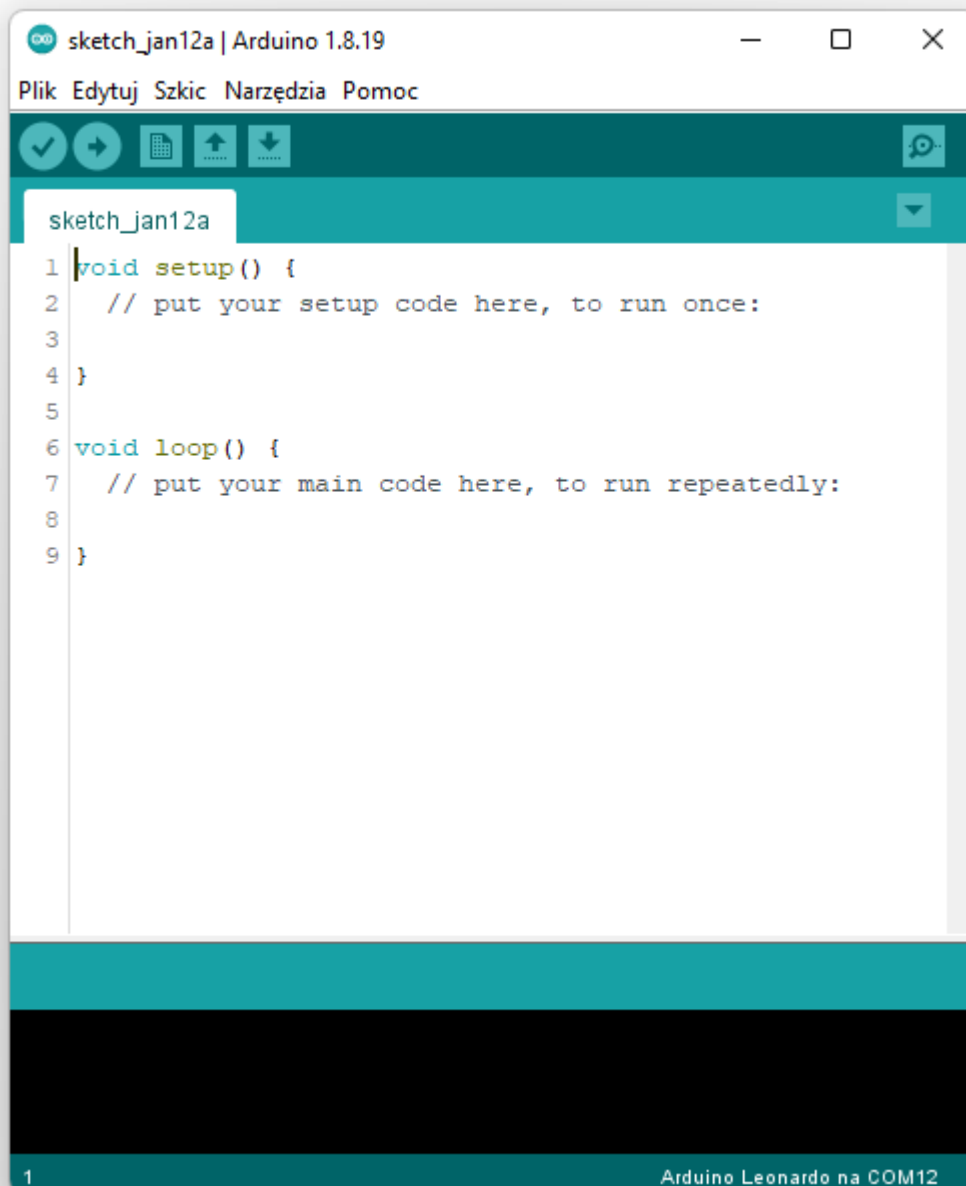 sketch_jan12a | Arduino 1.8.19
Plik Edytuj Szkic Narzędzia Pomoc
sketch_jan12a
1 void setup() {
2   // put your setup code here, to run once:
3
4 }
5
6 void loop() {
7   // put your main code here, to run repeatedly:
8
9 }
1 Arduino Leonardo na COM12